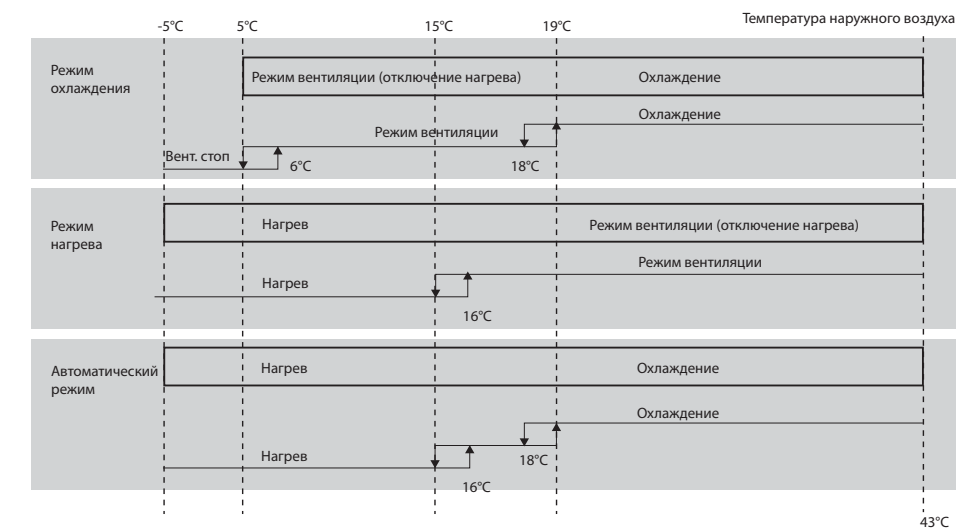 Температура наружного воздуха
-5°C 5°C 15°C 19°C
Режим
охлаждения
Режим вентиляции (отключение нагрева) Охлаждение
Охлаждение
Режим вентиляции
Вент. стоп
6°C 18°C
Режим
нагрева
Нагрев Режим вентиляции (отключение нагрева)
Режим вентиляции
Нагрев
16°C
Автоматический
режим
Нагрев Охлаждение
Охлаждение
Нагрев
18°C
16°C
43°C